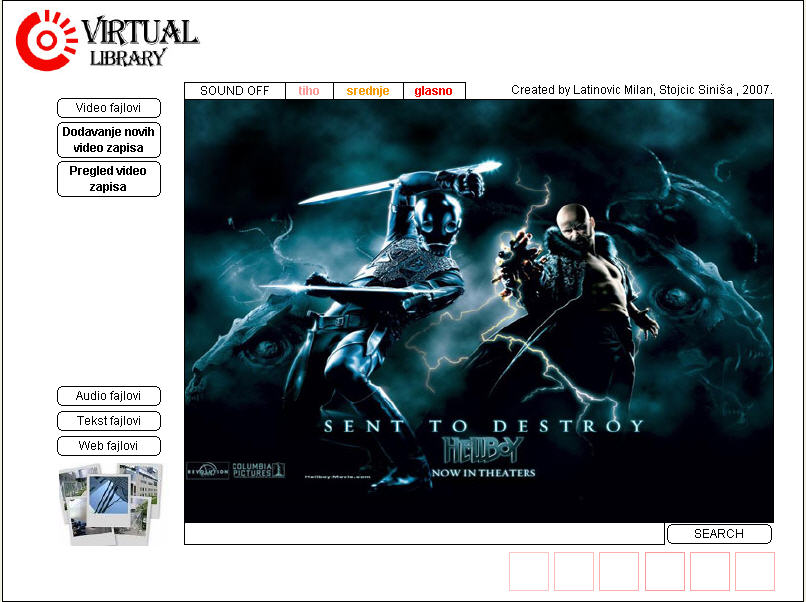 VIRTUAL
LIBRARY
SOUND OFF
tiho
srednje
glasno
Created by Latinovic Milan, Stojcic Siniša , 2007.
Video fajlovi
Dodavanje novih
video zapisa
Pregled video
zapisa
Audio fajlovi
Tekst fajlovi
Web fajlovi
SENT TO DESTROY
HELLBOY
NOW IN THEATERS
REVOLUTION
COLUMBIA
PICTURES
Hellboy-Movie.com
SEARCH